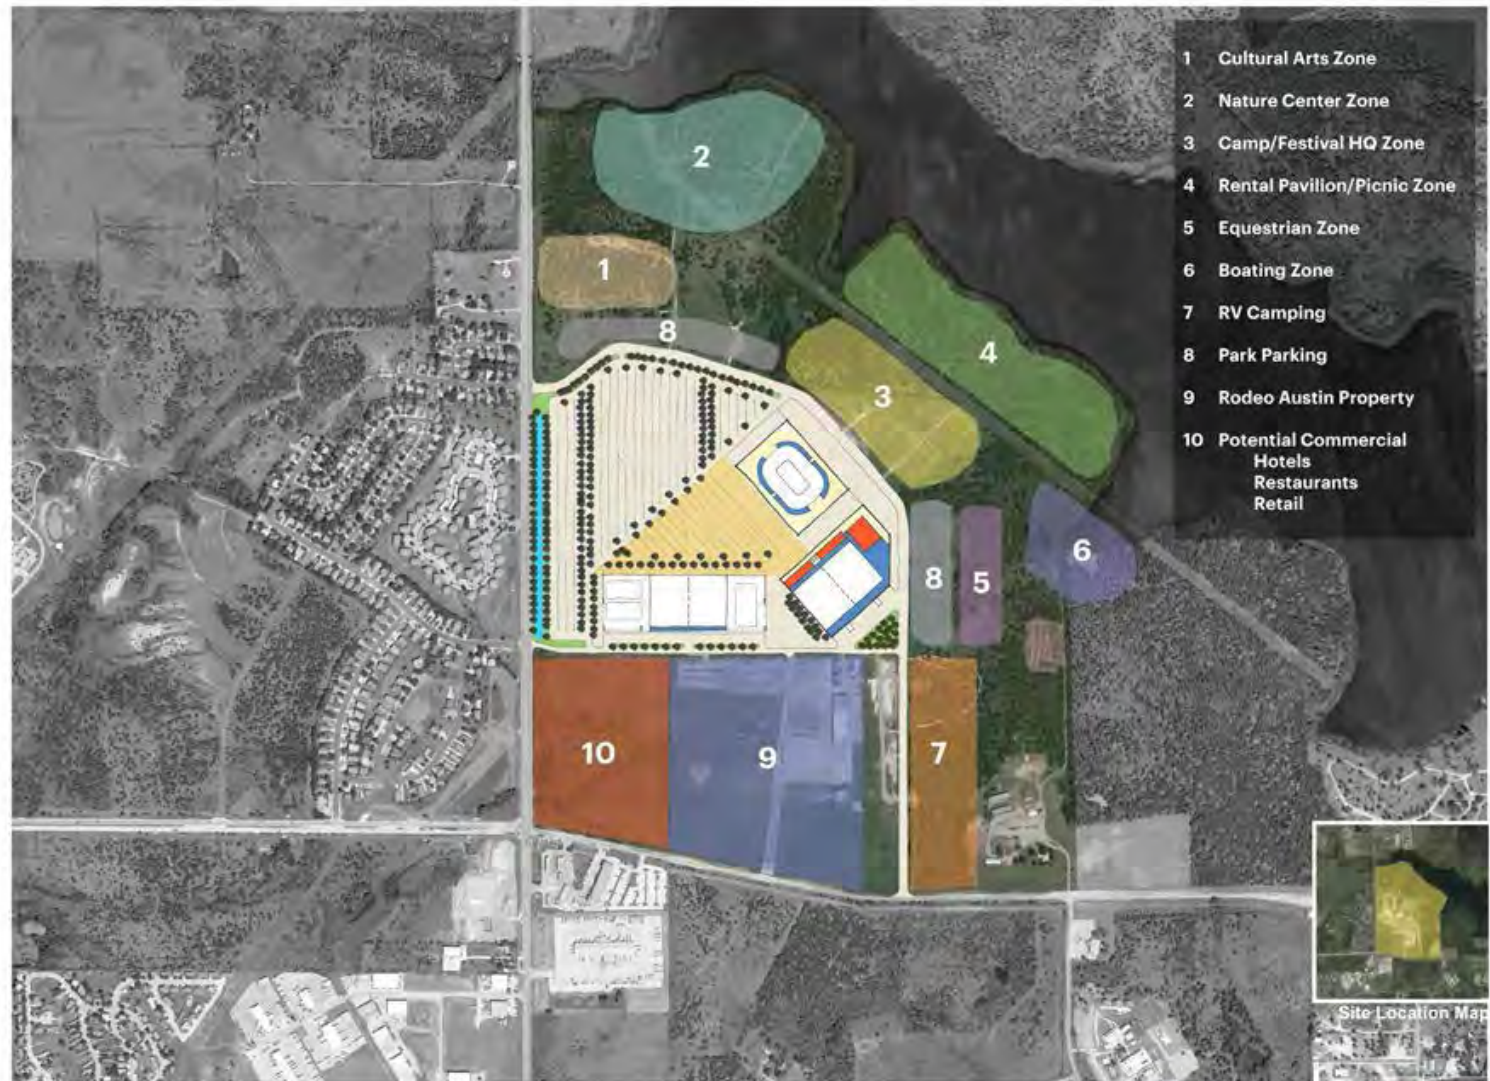 1 Cultural Arts Zone
2 Nature Center Zone
3 Camp/Festival HQ Zone
4 Rental Pavilion/Picnic Zone
5 Equestrian Zone
6 Boating Zone
7 RV Camping
8 Park Parking
9 Rodeo Austin Property
10 Potential Commercial
Hotels
Restaurants
Retail
2
1
8
4
3
6
8
5
10
9
7
Site Location Map